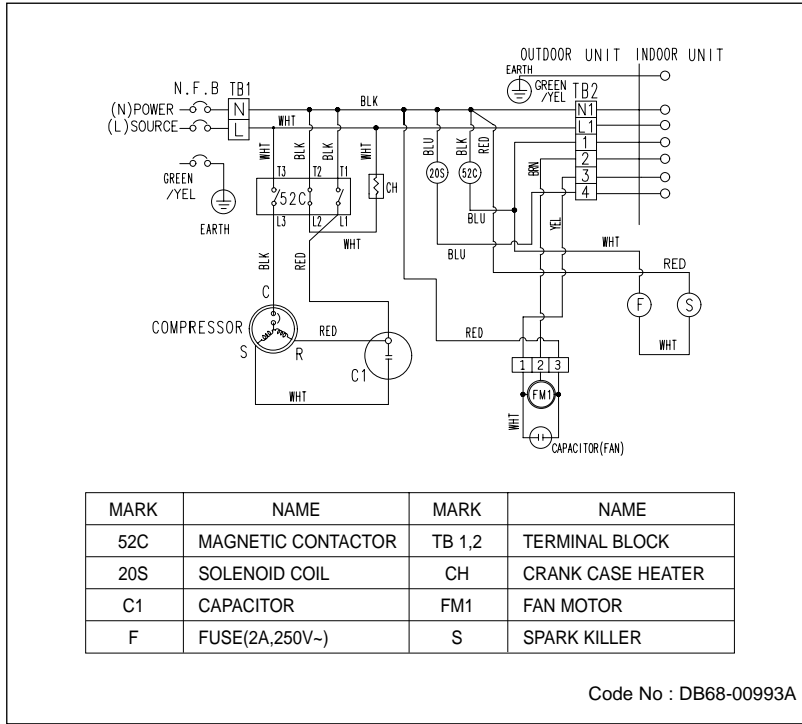 OUTDOOR UNIT INDOOR UNIT
EARTH
GREEN
/YEL
N.F.B TB1
TB2
(N)POWER
N
BLK
N1
(L)SOURCE
L
WHT
L1
1
2
3
4
GREEN
/YEL
EARTH
WHT
BLK
BLK
WHT
BLU
BLK
RED
T3
T2
T1
52C
CH
20S
52C
BRN
L3
L2
L1
WHT
BLU
BLU
YEL
WHT
RED
BLK
RED
C
COMPRESSOR
S
R
RED
C1
WHT
RED
F
S
WHT
1
2
3
FM1
WHT
CAPACITOR(FAN)
MARK NAME MARK NAME
52C MAGNETIC CONTACTOR TB 1,2 TERMINAL BLOCK
20S SOLENOID COIL CH CRANK CASE HEATER
C1 CAPACITOR FM1 FAN MOTOR
F FUSE(2A,250V~) S SPARK KILLER
Code No : DB68-00993A